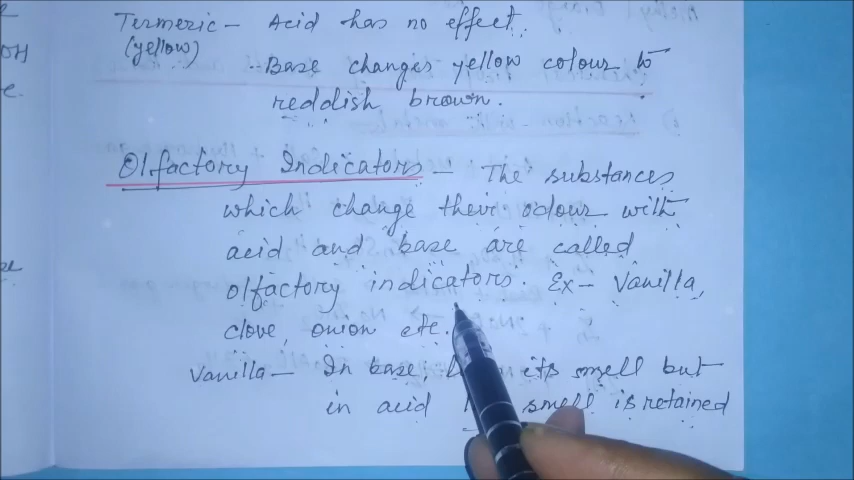 Termeric - Acid has no effect.
(yellow)
Base changes yellow colour to
reddish brown.
Olfactory Indicators - The substances
which change their odour with
acid and base are called
olfactory indicators. Ex - Vanilla,
clove, onion etc.
Vanilla - In base, its smell but
in acid smell is retained
OH